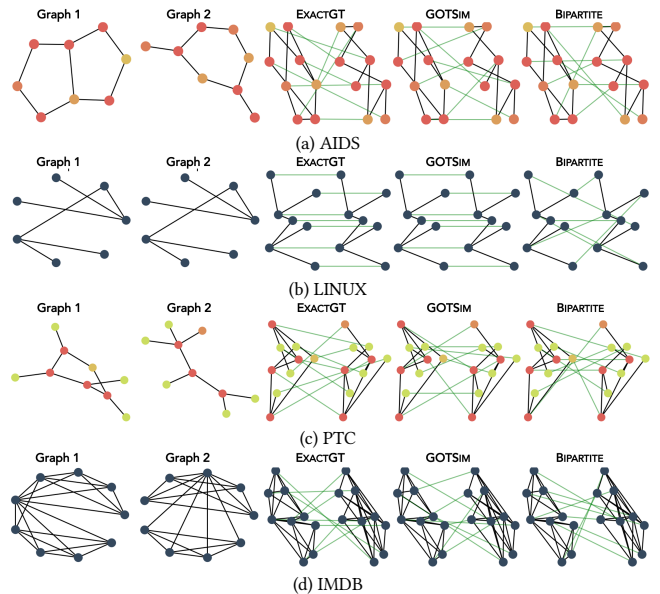 Graph 1 Graph 2 EXACTGT GOTSIM BIPARTITE
(a) AIDS
Graph 1 Graph 2 EXACTGT GOTSIM BIPARTITE
(b) LINUX
Graph 1 Graph 2 EXACTGT GOTSIM BIPARTITE
(c) PTC
Graph 1 Graph 2 EXACTGT GOTSIM BIPARTITE
(d) IMDB